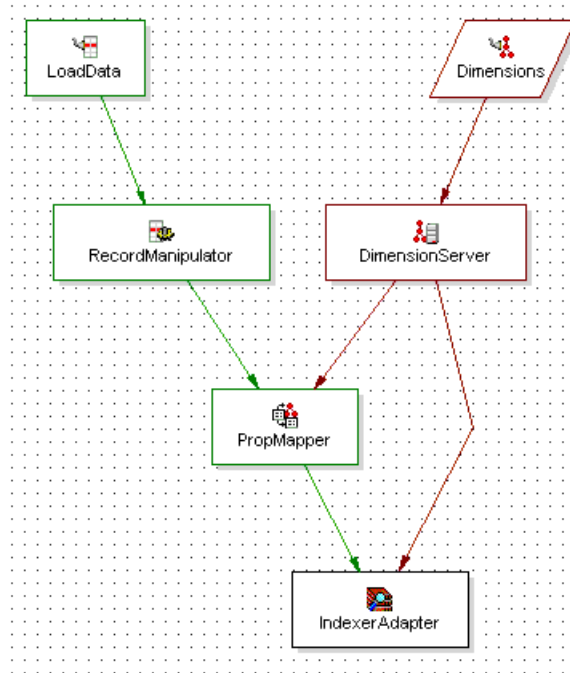 LoadData
Dimensions
RecordManipulator
DimensionServer
PropMapper
IndexerAdapter